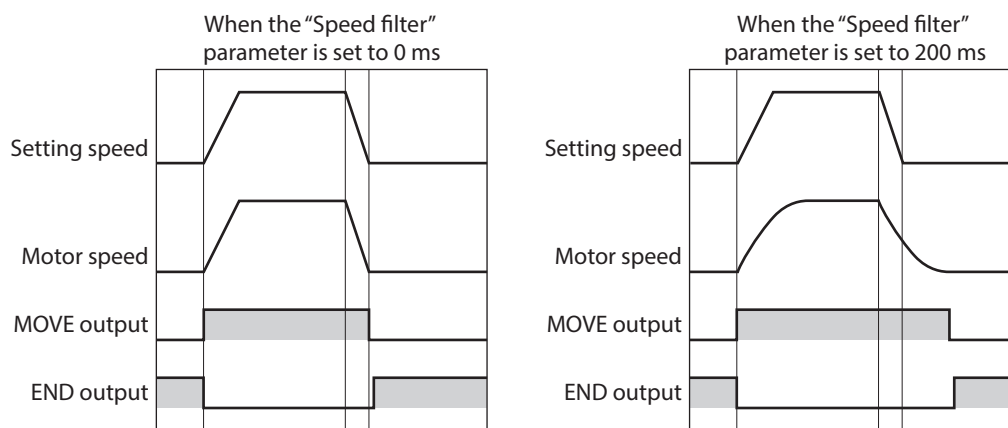 When the “Speed filter”
parameter is set to 0 ms
Setting speed
Motor speed
MOVE output
END output
When the “Speed filter”
parameter is set to 200 ms
Setting speed
Motor speed
MOVE output
END output